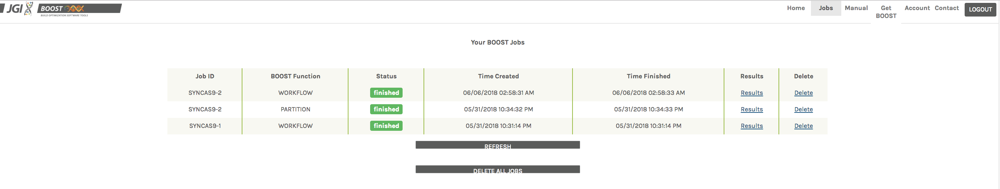 JGI BOOST
BUILD OPTIMIZATION SOFTWARE TOOLS
Home Jobs Manual Get BOOST Account Contact LOGOUT
Your BOOST Jobs
Job ID BOOST Function Status Time Created Time Finished Results Delete
SYNCAS9-2 WORKFLOW finished 06/06/2018 02:58:31 AM 06/06/2018 02:58:33 AM Results Delete
SYNCAS9-2 PARTITION finished 05/31/2018 10:34:32 PM 05/31/2018 10:34:33 PM Results Delete
SYNCAS9-1 WORKFLOW finished 05/31/2018 10:31:14 PM 05/31/2018 10:31:14 PM Results Delete
REFRESH
DELETE ALL JOBS